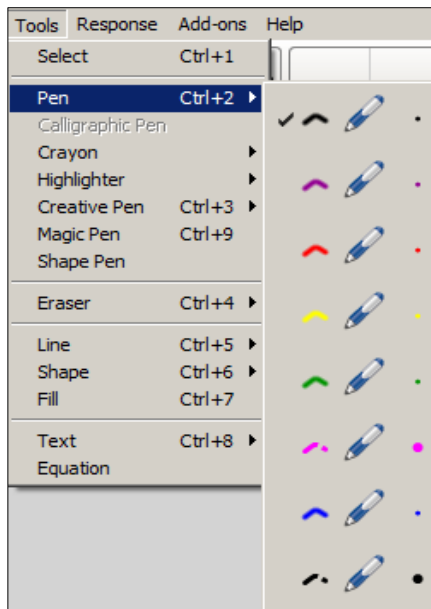 Tools Response Add-ons Help
Select Ctrl+1
Pen Ctrl+2
Calligraphic Pen
Crayon
Highlighter
Creative Pen Ctrl+3
Magic Pen Ctrl+9
Shape Pen
Eraser Ctrl+4
Line Ctrl+5
Shape Ctrl+6
Fill Ctrl+7
Text Ctrl+8
Equation